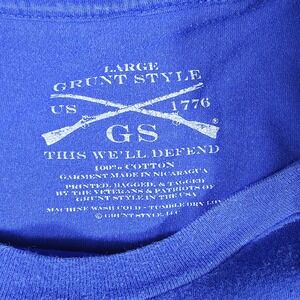 LARGE
GRUNT STYLE
US 1776
®
GS
THIS WE'LL DEFEND
100% COTTON
GARMENT MADE IN NICARAGUA
PRINTED, BAGGED, & TAGGED
BY THE VETERANS & PATRIOTS OF
GRUNT STYLE IN THE USA
MACHINE WASH COLD - TUMBLE DRY LOW
© GRUNT STYLE, LLC